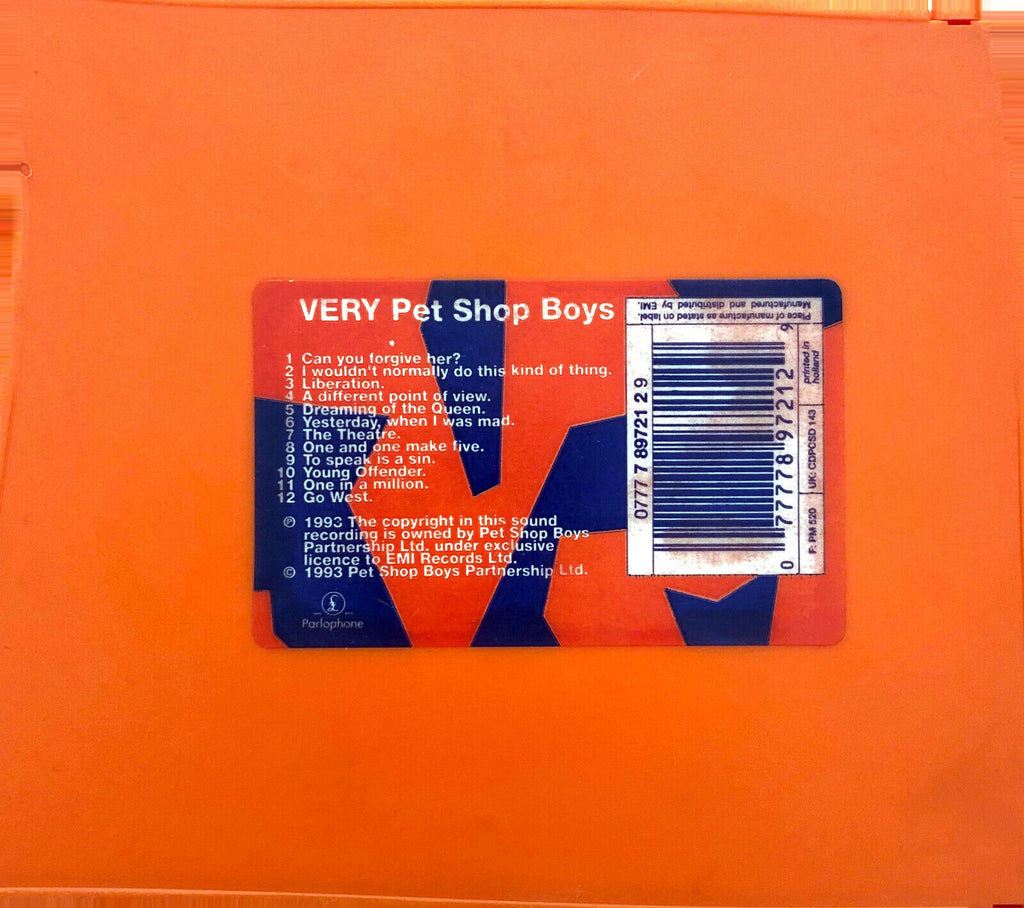 VERY Pet Shop Boys
1 Can you forgive her?
2 I wouldn't normally do this kind of thing.
3 Liberation.
4 A different point of view.
5 Dreaming of the Queen.
6 Yesterday, when I was mad.
7 The Theatre.
8 One and one make five.
9 To speak is a sin.
10 Young Offender.
11 One in a million.
12 Go West.
℗ 1993 The copyright in this sound
recording is owned by Pet Shop Boys
Partnership Ltd. under exclusive
licence to EMI Records Ltd.
© 1993 Pet Shop Boys Partnership Ltd.
£
Parlophone
Manufactured and distributed by EMI.
Place of manufacture as stated on label.
0777 7 89721 2 9
0 77778 97212 9
printed in
holland
UK: CDPCSD 143
F: PM 520